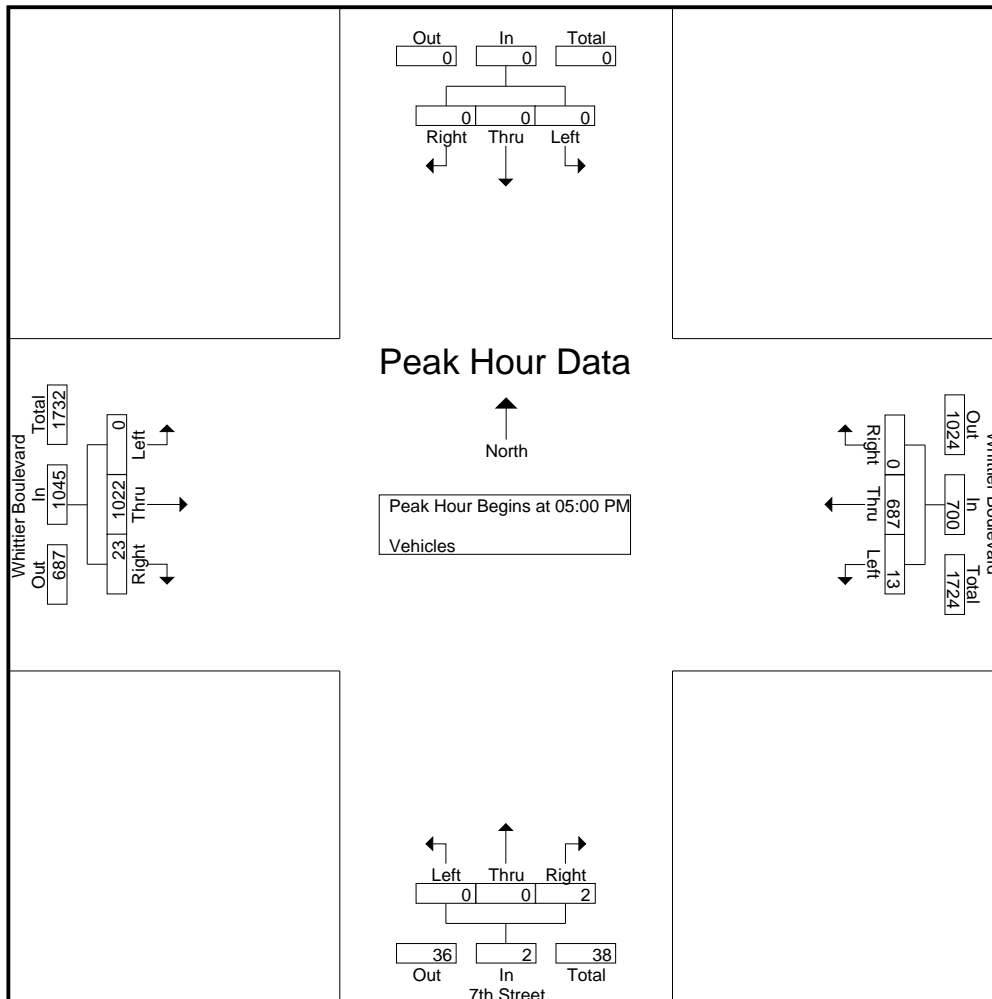 Out In Total
0 0 0
0 0 0
Right Thru Left
Peak Hour Data
North
Peak Hour Begins at 05:00 PM
Vehicles
Whittier Boulevard
Total In Out
1732 1045 687
0 1022 23
Left Thru Right
Right Thru Left
0 687 13
1024 700 1724
Out In Total
Whittier Boulevard
Left Thru Right
0 0 2
36 2 38
Out In Total
7th Street